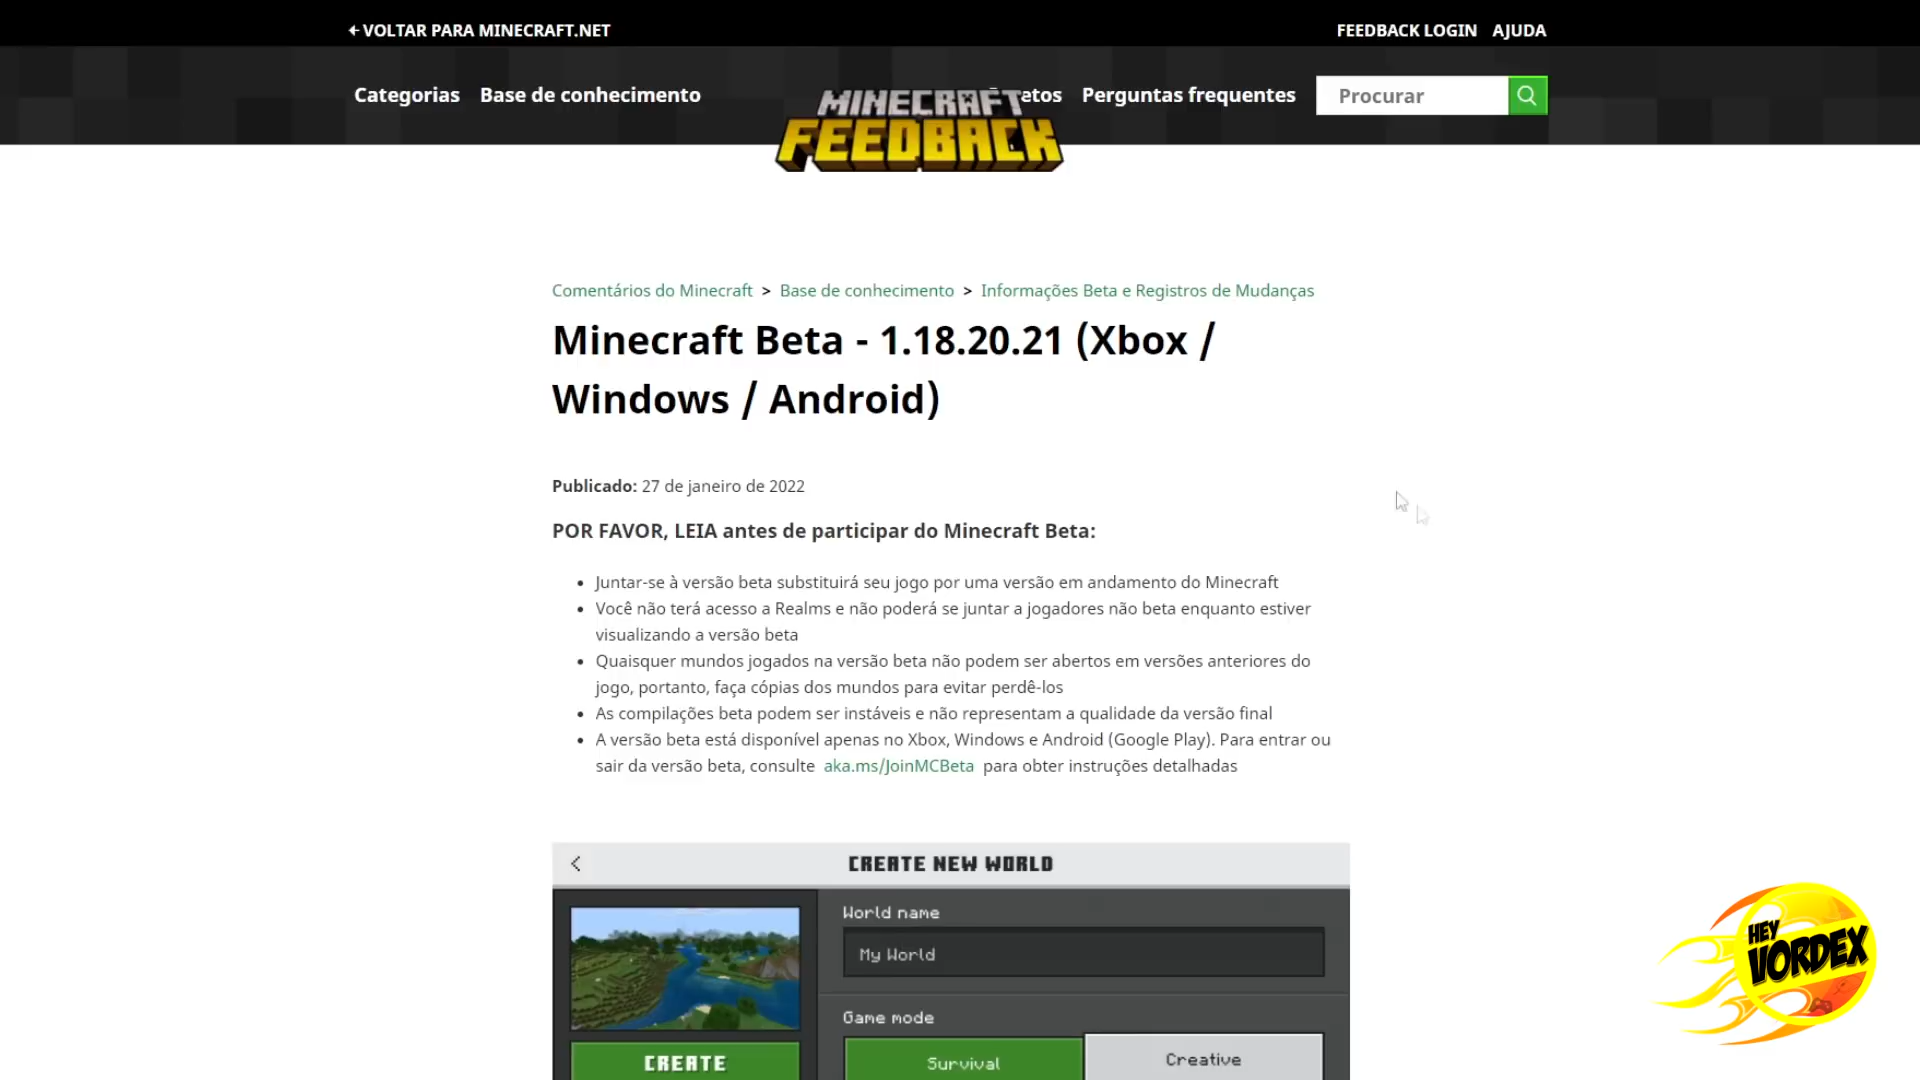 VOLTAR PARA MINECRAFT.NET
FEEDBACK LOGIN AJUDA
Categorias Base de conhecimento
MINECRAFT
FEEDBACK
Perguntas frequentes
Procurar
Comentários do Minecraft > Base de conhecimento > Informações Beta e Registros de Mudanças
Minecraft Beta - 1.18.20.21 (Xbox /
Windows / Android)
Publicado: 27 de janeiro de 2022
POR FAVOR, LEIA antes de participar do Minecraft Beta:
• Juntar-se à versão beta substituirá seu jogo por uma versão em andamento do Minecraft
• Você não terá acesso a Realms e não poderá se juntar a jogadores não beta enquanto estiver
visualizando a versão beta
• Quaisquer mundos jogados na versão beta não podem ser abertos em versões anteriores do
jogo, portanto, faça cópias dos mundos para evitar perdê-los
• As compilações beta podem ser instáveis e não representam a qualidade da versão final
• A versão beta está disponível apenas no Xbox, Windows e Android (Google Play). Para entrar ou
sair da versão beta, consulte aka.ms/JoinMCBeta para obter instruções detalhadas
CREATE NEW WORLD
World name
My World
Game mode
CREATE
Survival
Creative
HEY
VORDEX